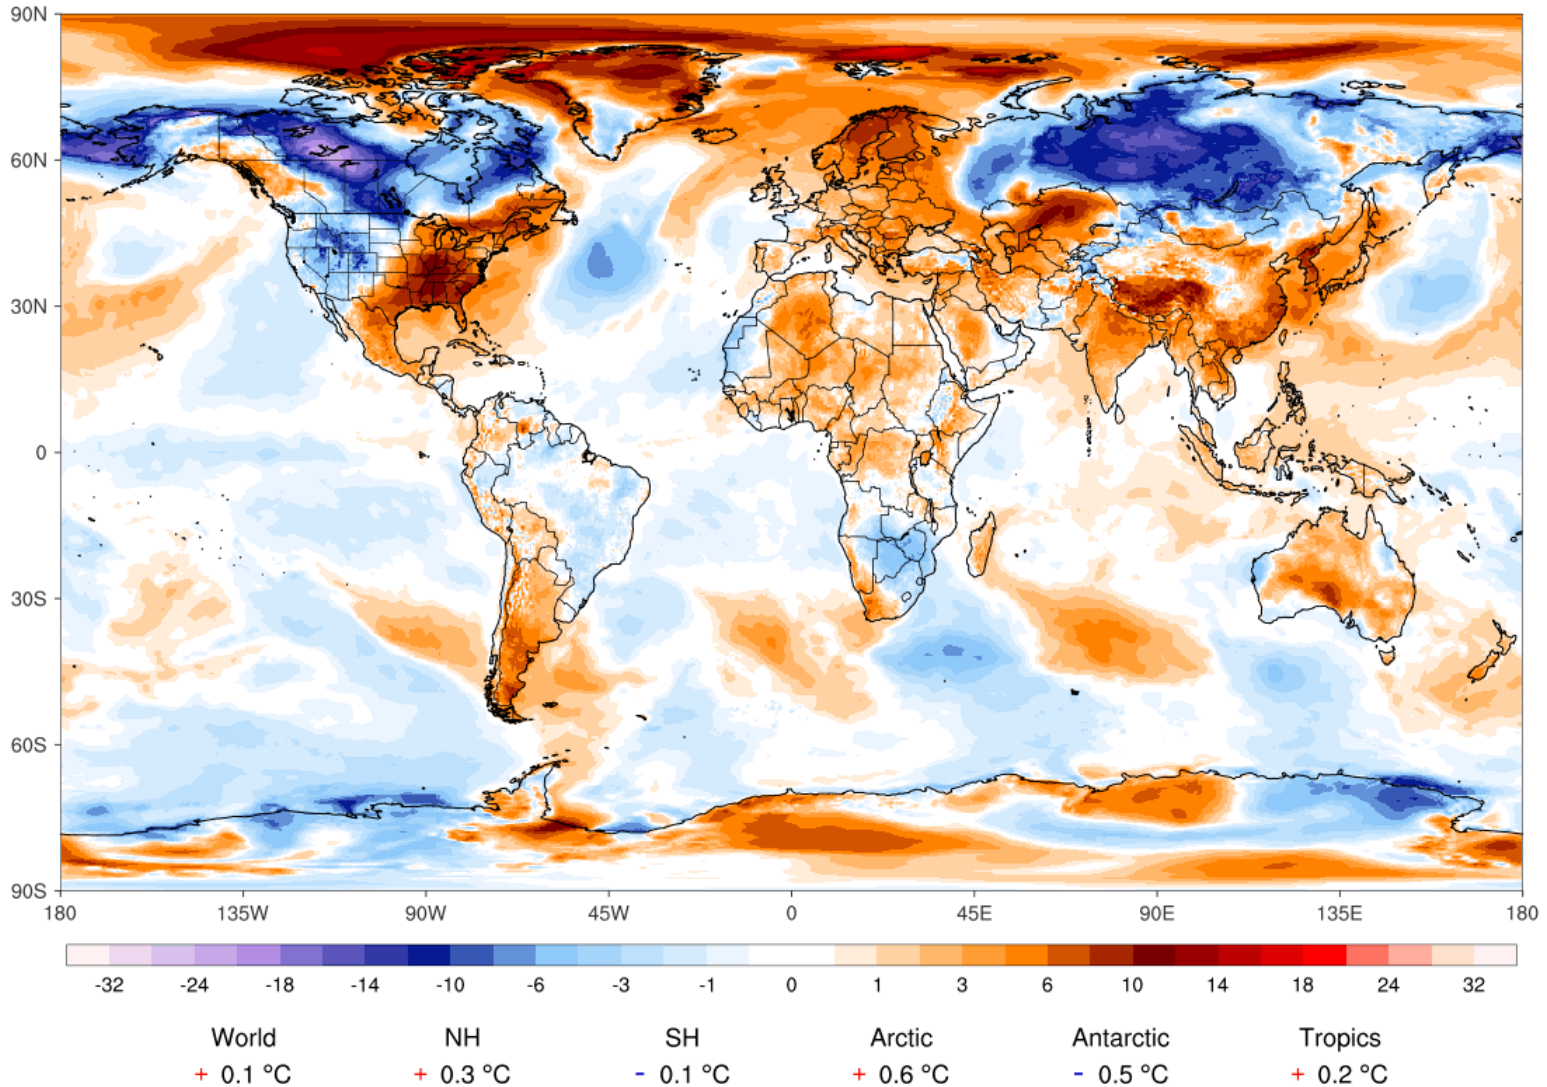 90N
60N
30N
0
30S
60S
90S
180 135W 90W 45W 0 45E 90E 135E 180
-32 -24 -18 -14 -10 -6 -3 -1 0 1 3 6 10 14 18 24 32
World NH SH Arctic Antarctic Tropics
+ 0.1 °C + 0.3 °C - 0.1 °C + 0.6 °C - 0.5 °C + 0.2 °C